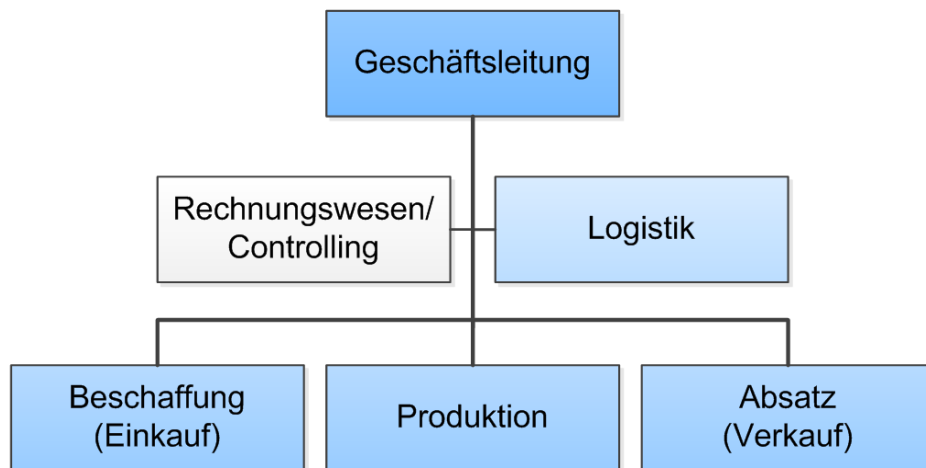 Geschäftsleitung
Rechnungswesen/
Controlling
Logistik
Beschaffung
(Einkauf)
Produktion
Absatz
(Verkauf)